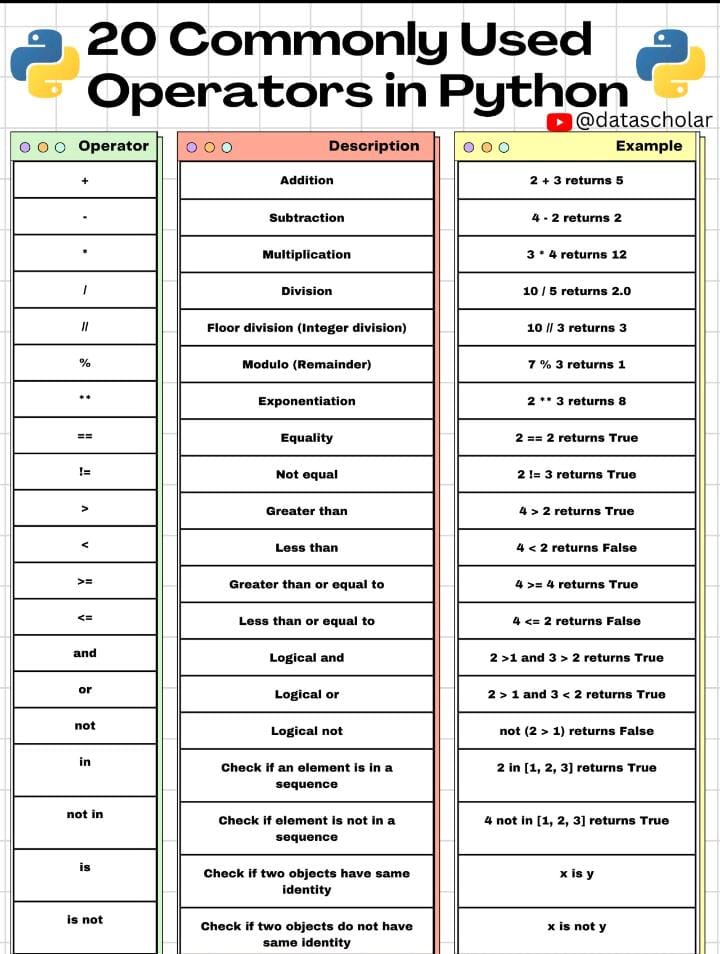 20 Commonly Used
Operators in Python
@datascholar
Operator Description Example
+ Addition 2 + 3 returns 5
- Subtraction 4 - 2 returns 2
* Multiplication 3 * 4 returns 12
/ Division 10 / 5 returns 2.0
// Floor division (Integer division) 10 // 3 returns 3
% Modulo (Remainder) 7 % 3 returns 1
** Exponentiation 2 ** 3 returns 8
== Equality 2 == 2 returns True
!= Not equal 2 != 3 returns True
> Greater than 4 > 2 returns True
< Less than 4 < 2 returns False
>= Greater than or equal to 4 >= 4 returns True
<= Less than or equal to 4 <= 2 returns False
and Logical and 2 >1 and 3 > 2 returns True
or Logical or 2 > 1 and 3 < 2 returns True
not Logical not not (2 > 1) returns False
in Check if an element is in a 2 in [1, 2, 3] returns True
sequence
not in Check if element is not in a 4 not in [1, 2, 3] returns True
sequence
is Check if two objects have same x is y
identity
is not Check if two objects do not have x is not y
same identity